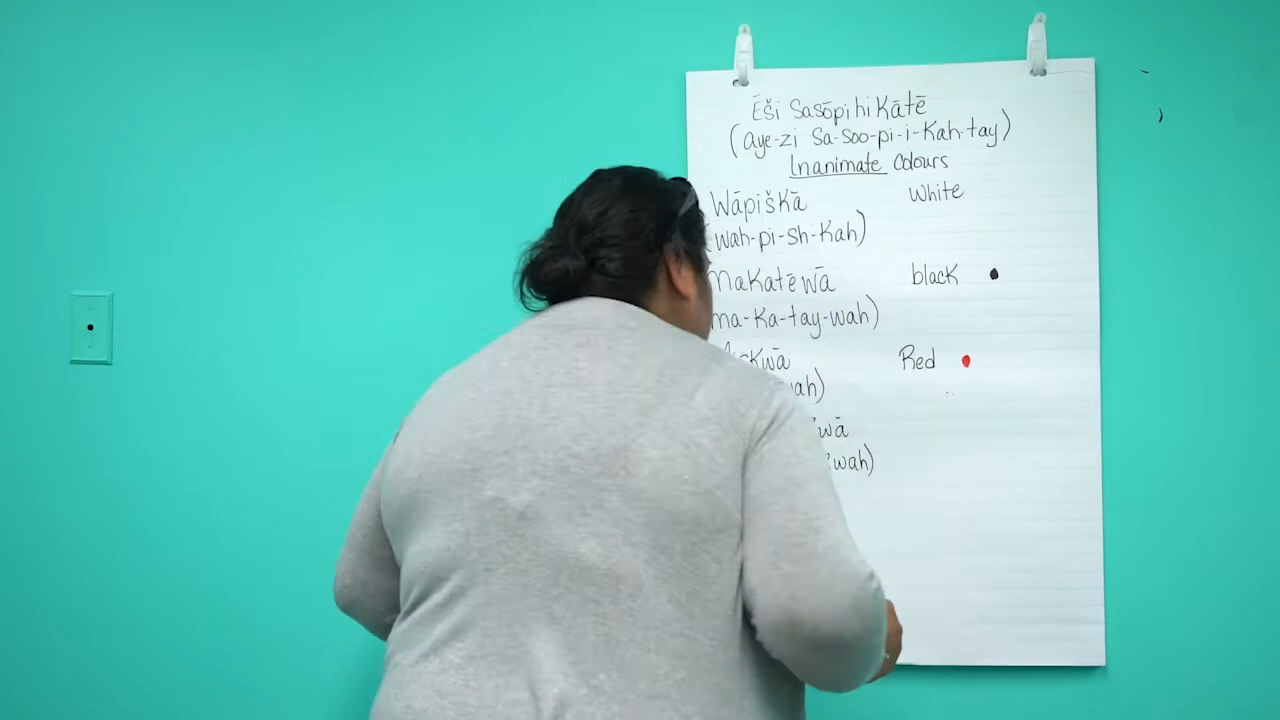 Ēši Sasōpihikātē
(Aye-zi Sa-Soo-pi-i-Kah-tay)
Inanimate Colours
Wāpiškā White
(wah-pi-sh-Kah)
Makatēwā black
ma-Ka-tay-wah)
Red